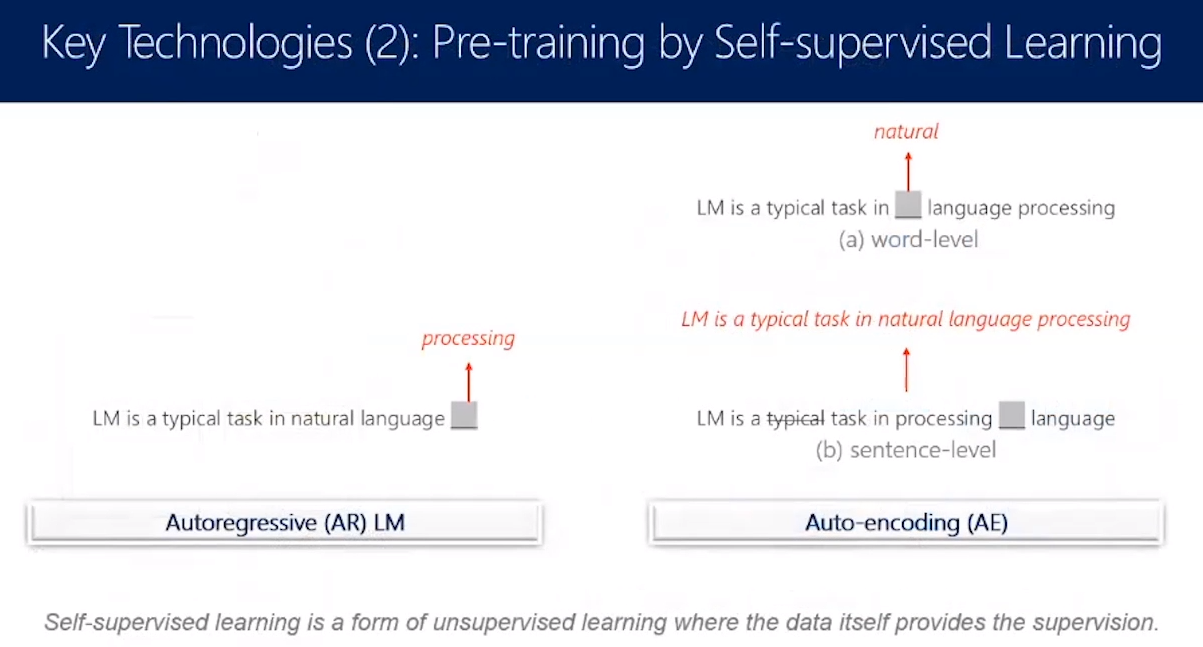 Key Technologies (2): Pre-training by Self-supervised Learning
processing
LM is a typical task in natural language
Autoregressive (AR) LM
natural
LM is a typical task in language processing
(a) word-level
LM is a typical task in natural language processing
LM is a typical task in processing language
(b) sentence-level
Auto-encoding (AE)
Self-supervised learning is a form of unsupervised learning where the data itself provides the supervision.